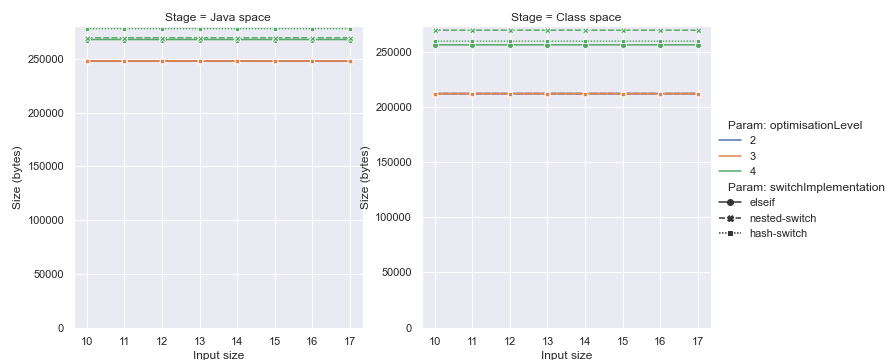 Stage = Java space
Size (bytes)
250000
200000
150000
100000
50000
0
10 11 12 13 14 15 16 17
Input size
Stage = Class space
Size (bytes)
250000
200000
150000
100000
50000
0
10 11 12 13 14 15 16 17
Input size
Param: optimisationLevel
2
3
4
Param: switchImplementation
elseif
nested-switch
hash-switch